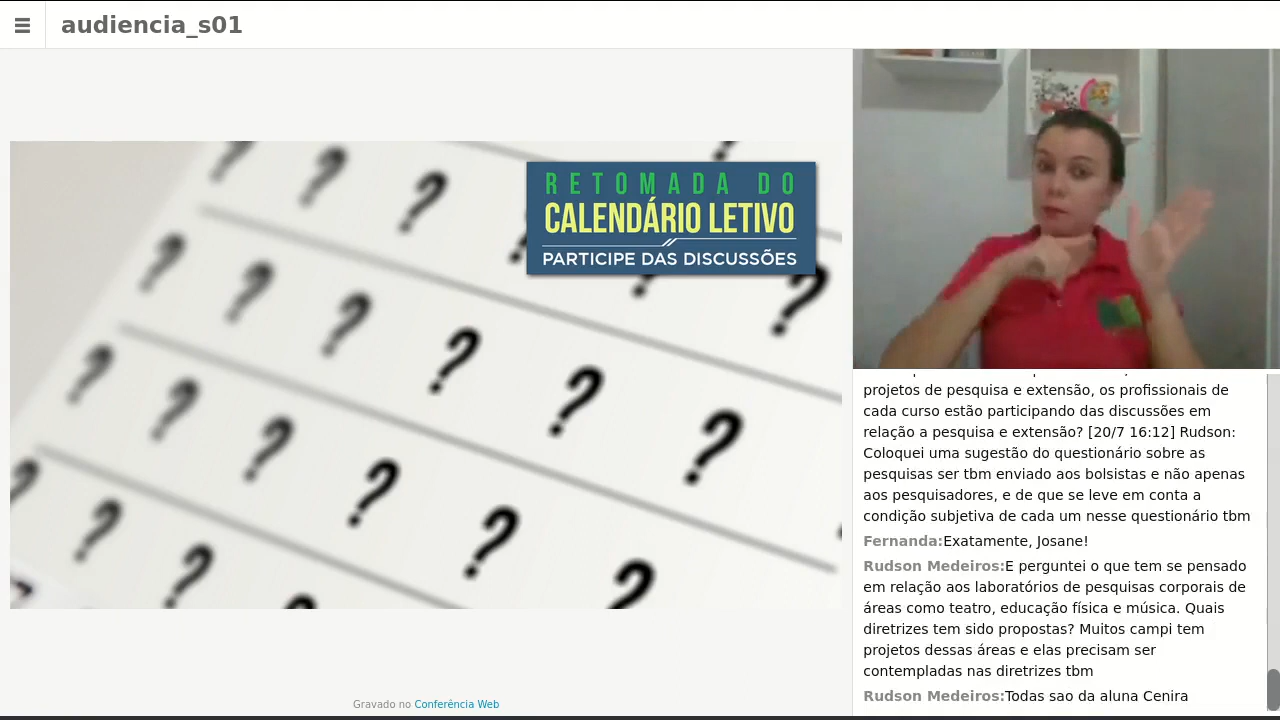 audiencia_s01
RETOMADA DO
CALENDÁRIO LETIVO
PARTICIPE DAS DISCUSSÕES
? ? ? ?
? ? ? ? ? ?
? ? ? ? ? ?
? ? ? ? ?
projetos de pesquisa e extensão, os profissionais de
cada curso estão participando das discussões em
relação a pesquisa e extensão? [20/7 16:12] Rudson:
Coloquei uma sugestão do questionário sobre as
pesquisas ser tbm enviado aos bolsistas e não apenas
aos pesquisadores, e de que se leve em conta a
condição subjetiva de cada um nesse questionário tbm
Fernanda:Exatamente, Josane!
Rudson Medeiros:E perguntei o que tem se pensado
em relação aos laboratórios de pesquisas corporais de
áreas como teatro, educação física e música. Quais
diretrizes tem sido propostas? Muitos campi tem
projetos dessas áreas e elas precisam ser
contempladas nas diretrizes tbm
Rudson Medeiros:Todas sao da aluna Cenira
Gravado no Conferência Web